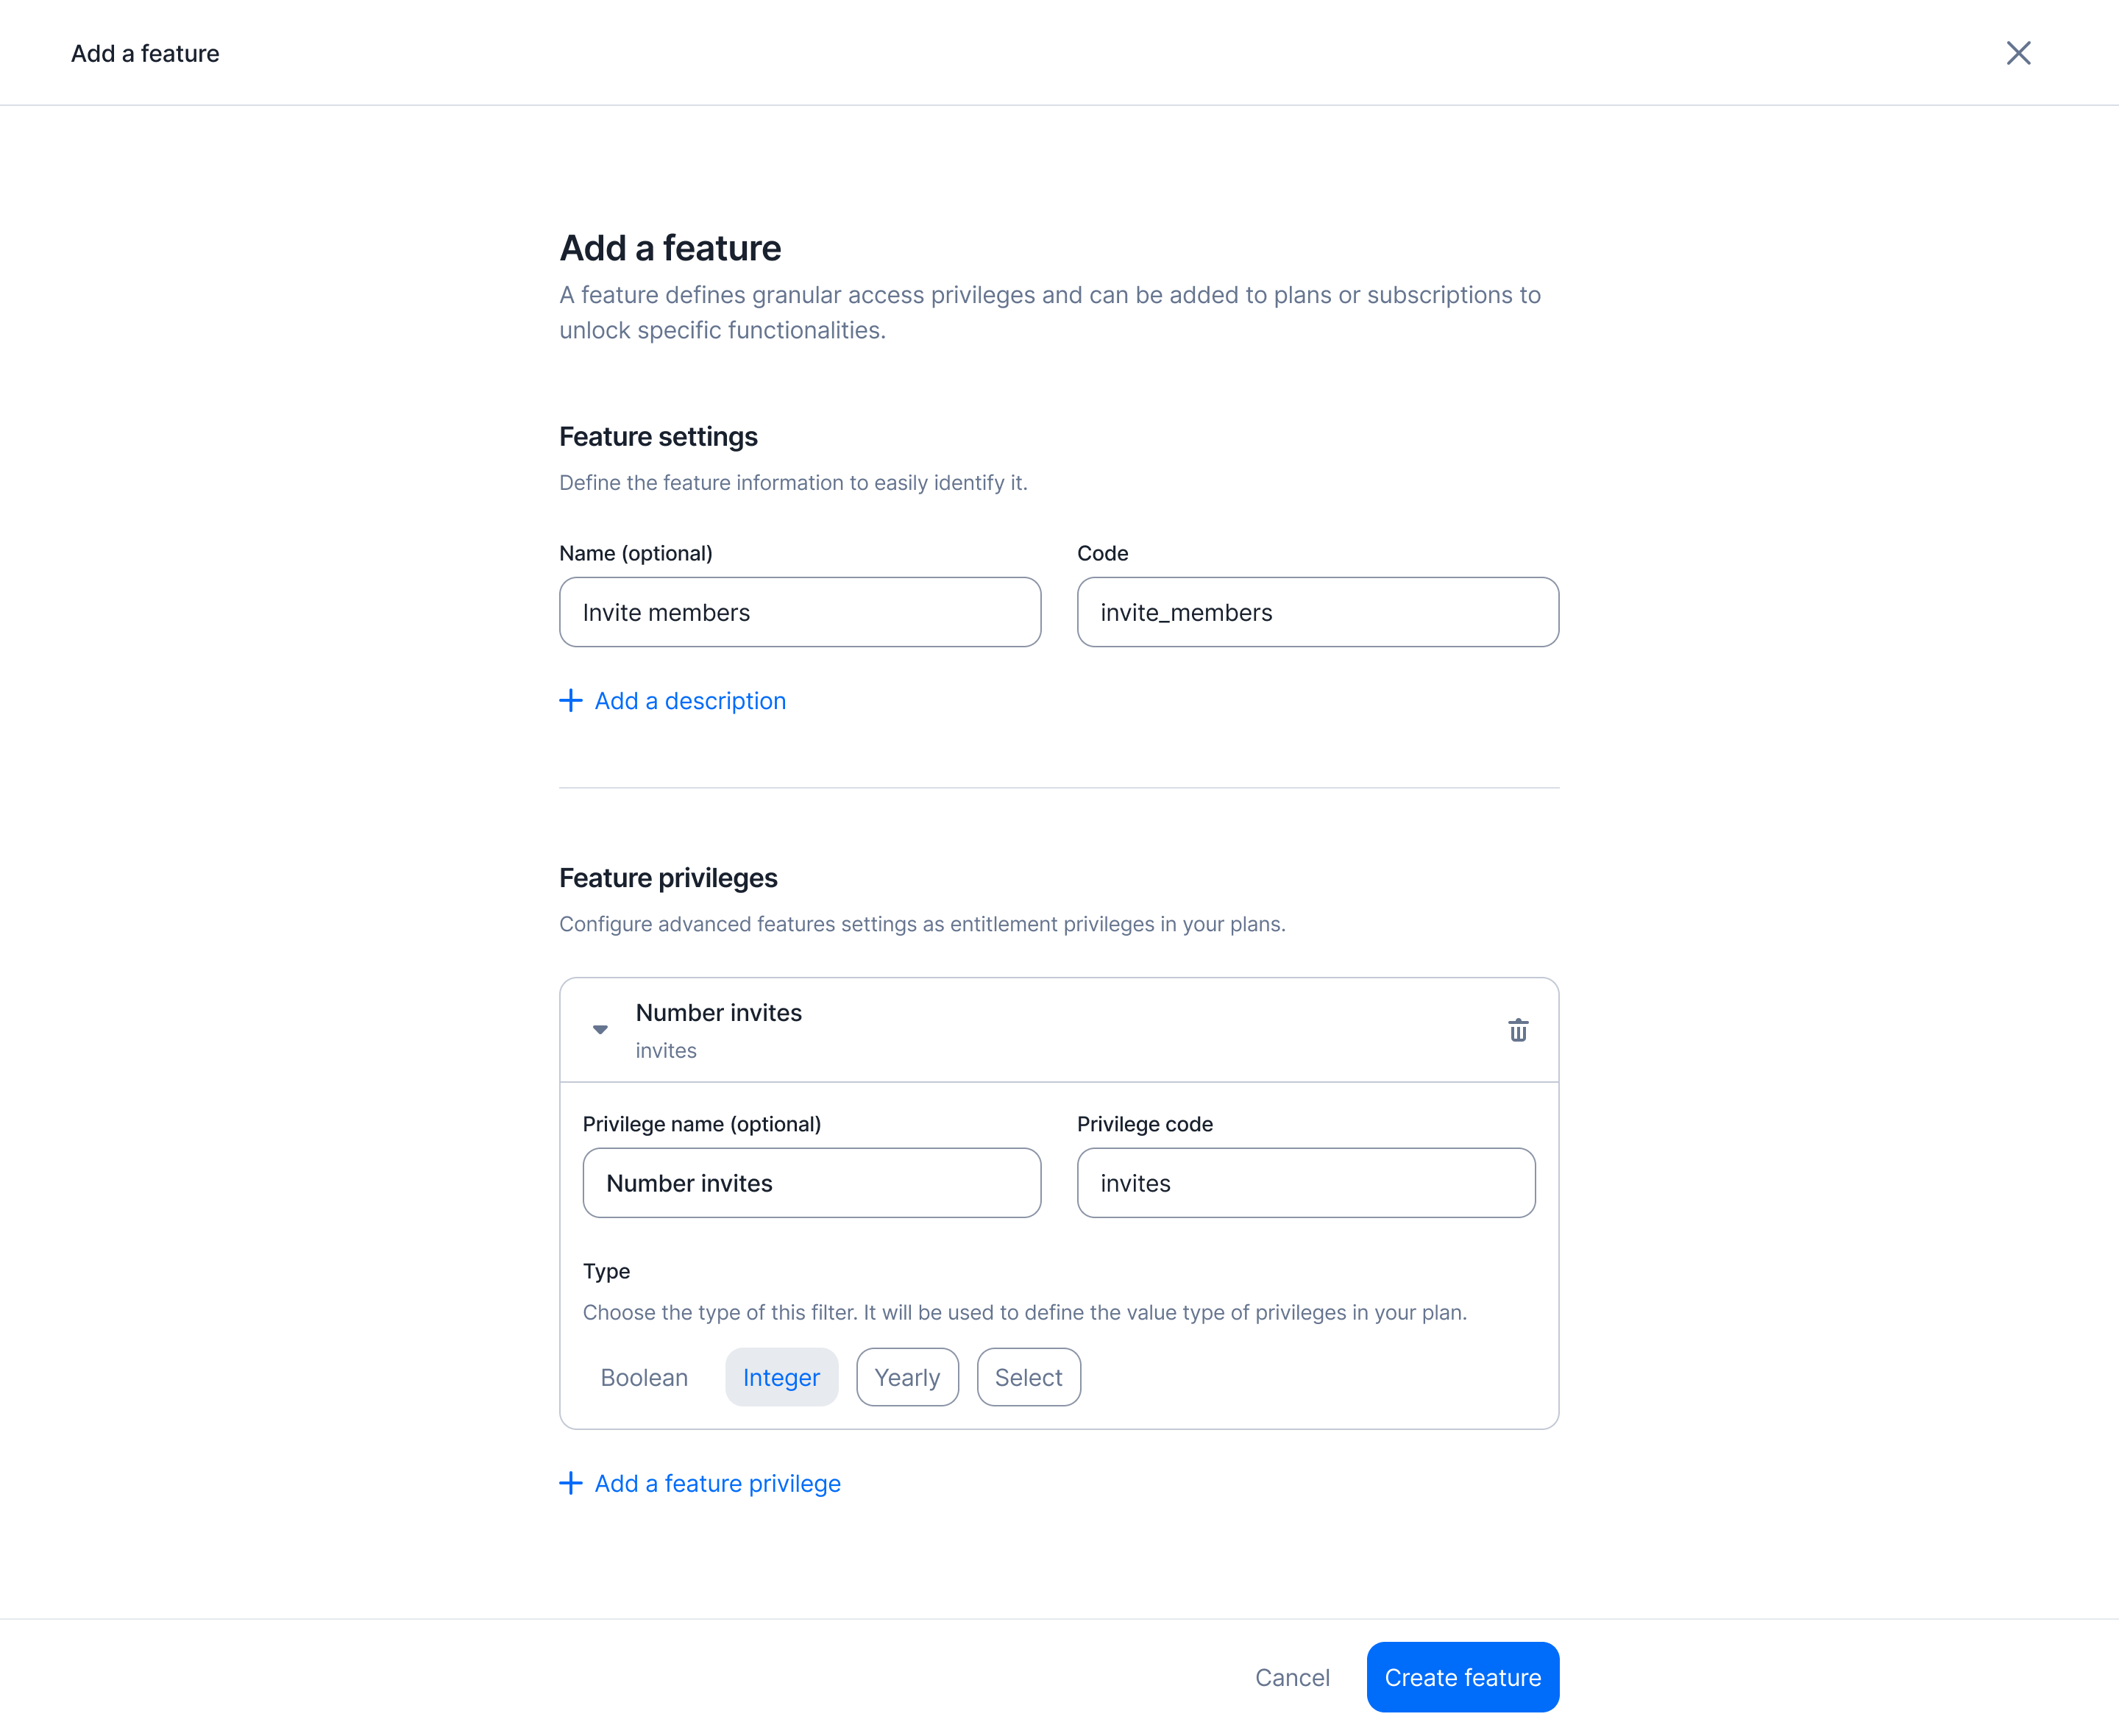 Add a feature
Add a feature
A feature defines granular access privileges and can be added to plans or subscriptions to
unlock specific functionalities.
Feature settings
Define the feature information to easily identify it.
Name (optional)
Code
Invite members
invite_members
Add a description
Feature privileges
Configure advanced features settings as entitlement privileges in your plans.
Number invites
invites
Privilege name (optional)
Privilege code
Number invites
invites
Type
Choose the type of this filter. It will be used to define the value type of privileges in your plan.
Boolean Integer Yearly Select
Add a feature privilege
Cancel Create feature